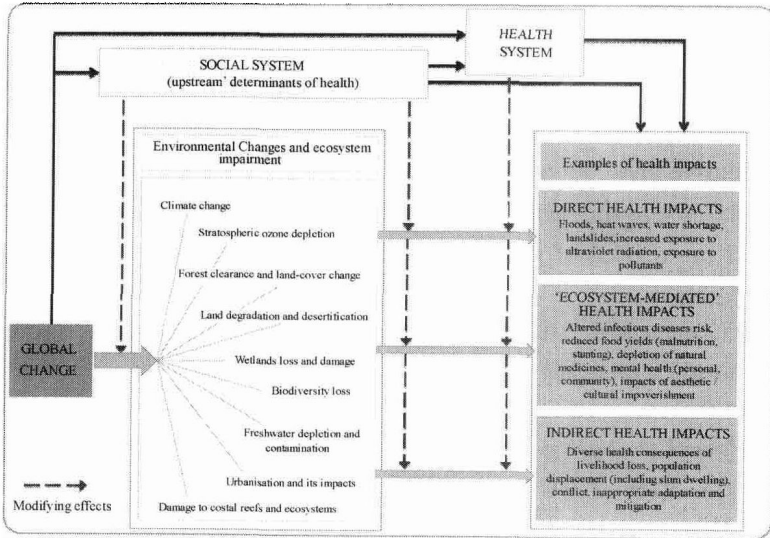 HEALTH
SYSTEM
SOCIAL SYSTEM
(upstream' determinants of health)
Environmental Changes and ecosystem
impairment
Climate change
Stratospheric ozone depletion
Forest clearance and land-cover change
Land degradation and desertification
Wetlands loss and damage
Biodiversity loss
Freshwater depletion and
contamination
Urbanisation and its impacts
Damage to costal reefs and ecosystems
GLOBAL
CHANGE
Modifying effects
Examples of health impacts
DIRECT HEALTH IMPACTS
Floods, heat waves, water shortage,
landslides,increased exposure to
ultraviolet radiation, exposure to
pollutants
'ECOSYSTEM-MEDIATED'
HEALTH IMPACTS
Altered infectious diseases risk,
reduced food yields (malnutrition,
stunting), depletion of natural
medicines, mental health (personal,
community), impacts of aesthetic /
cultural impoverishment
INDIRECT HEALTH IMPACTS
Diverse health consequences of
livelihood loss, population
displacement (including slum dwelling),
conflict, inappropriate adaptation and
mitigation